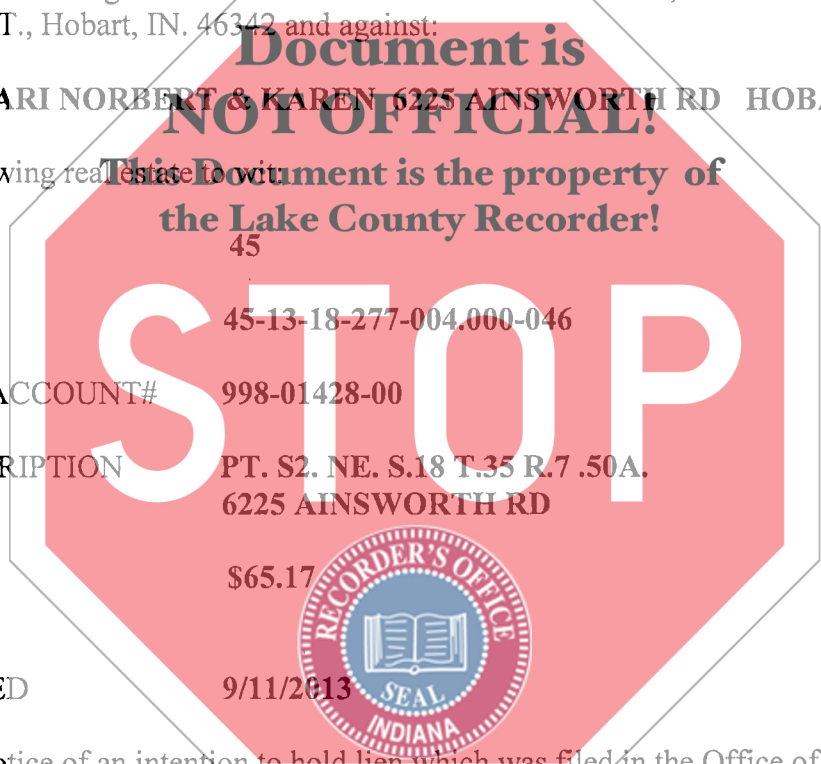 T., Hobart, IN. 46342 and against:
Document is
ARI NORBERT & KAREN 6225 AINSWORTH RD HOBA
NOT OFFICIAL!
wing real estate to wit:
This Document is the property of
the Lake County Recorder!
45
45-13-18-277-004.000-046
ACCOUNT# 998-01428-00
RIPTION PT. S2. NE. S.18 T.35 R.7 .50A.
6225 AINSWORTH RD
STOP
$65.17
RECORDER'S OFFICE
SEAL
INDIANA
ED 9/11/2013
otice of an intention to hold lien which was filed in the Office of